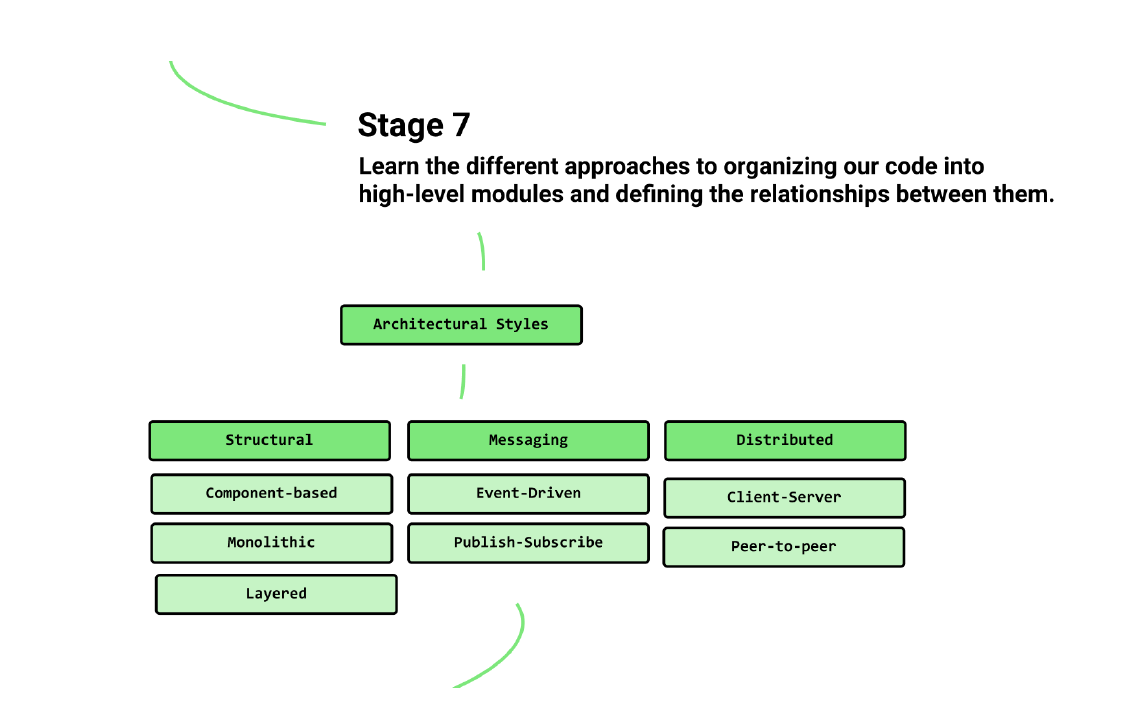 Stage 7
Learn the different approaches to organizing our code into
high-level modules and defining the relationships between them.
Architectural Styles
Structural
Component-based
Monolithic
Layered
Messaging
Event-Driven
Publish-Subscribe
Distributed
Client-Server
Peer-to-peer